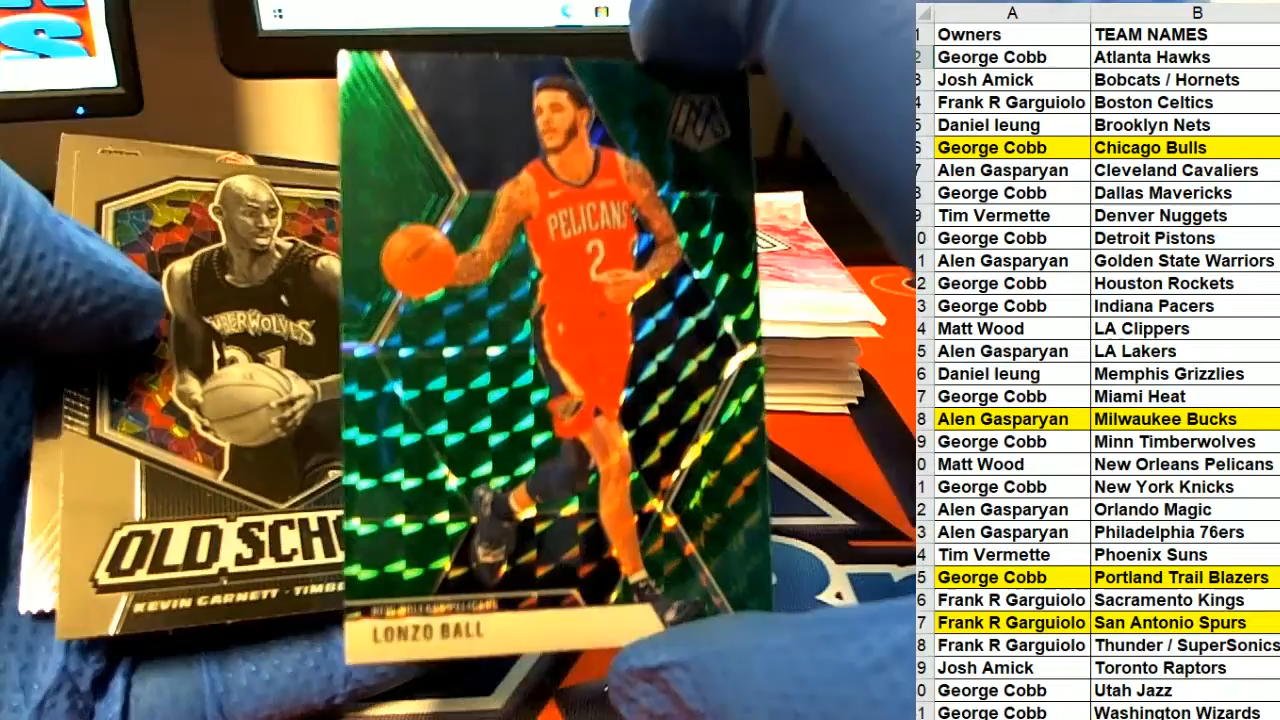 S
PELICANS
2
LONZO BALL
TIMBERWOLVES
OLD SCH
KEVIN GARNETT - TIMBE
A B
1 Owners TEAM NAMES
2 George Cobb Atlanta Hawks
3 Josh Amick Bobcats / Hornets
4 Frank R Garguiolo Boston Celtics
5 Daniel leung Brooklyn Nets
6 George Cobb Chicago Bulls
7 Alen Gasparyan Cleveland Cavaliers
8 George Cobb Dallas Mavericks
9 Tim Vermette Denver Nuggets
0 George Cobb Detroit Pistons
1 Alen Gasparyan Golden State Warriors
2 George Cobb Houston Rockets
3 George Cobb Indiana Pacers
4 Matt Wood LA Clippers
5 Alen Gasparyan LA Lakers
6 Daniel leung Memphis Grizzlies
7 George Cobb Miami Heat
8 Alen Gasparyan Milwaukee Bucks
9 George Cobb Minn Timberwolves
0 Matt Wood New Orleans Pelicans
1 George Cobb New York Knicks
2 Alen Gasparyan Orlando Magic
3 Alen Gasparyan Philadelphia 76ers
4 Tim Vermette Phoenix Suns
5 George Cobb Portland Trail Blazers
6 Frank R Garguiolo Sacramento Kings
7 Frank R Garguiolo San Antonio Spurs
8 Frank R Garguiolo Thunder / SuperSonics
9 Josh Amick Toronto Raptors
0 George Cobb Utah Jazz
1 George Cobb Washington Wizards